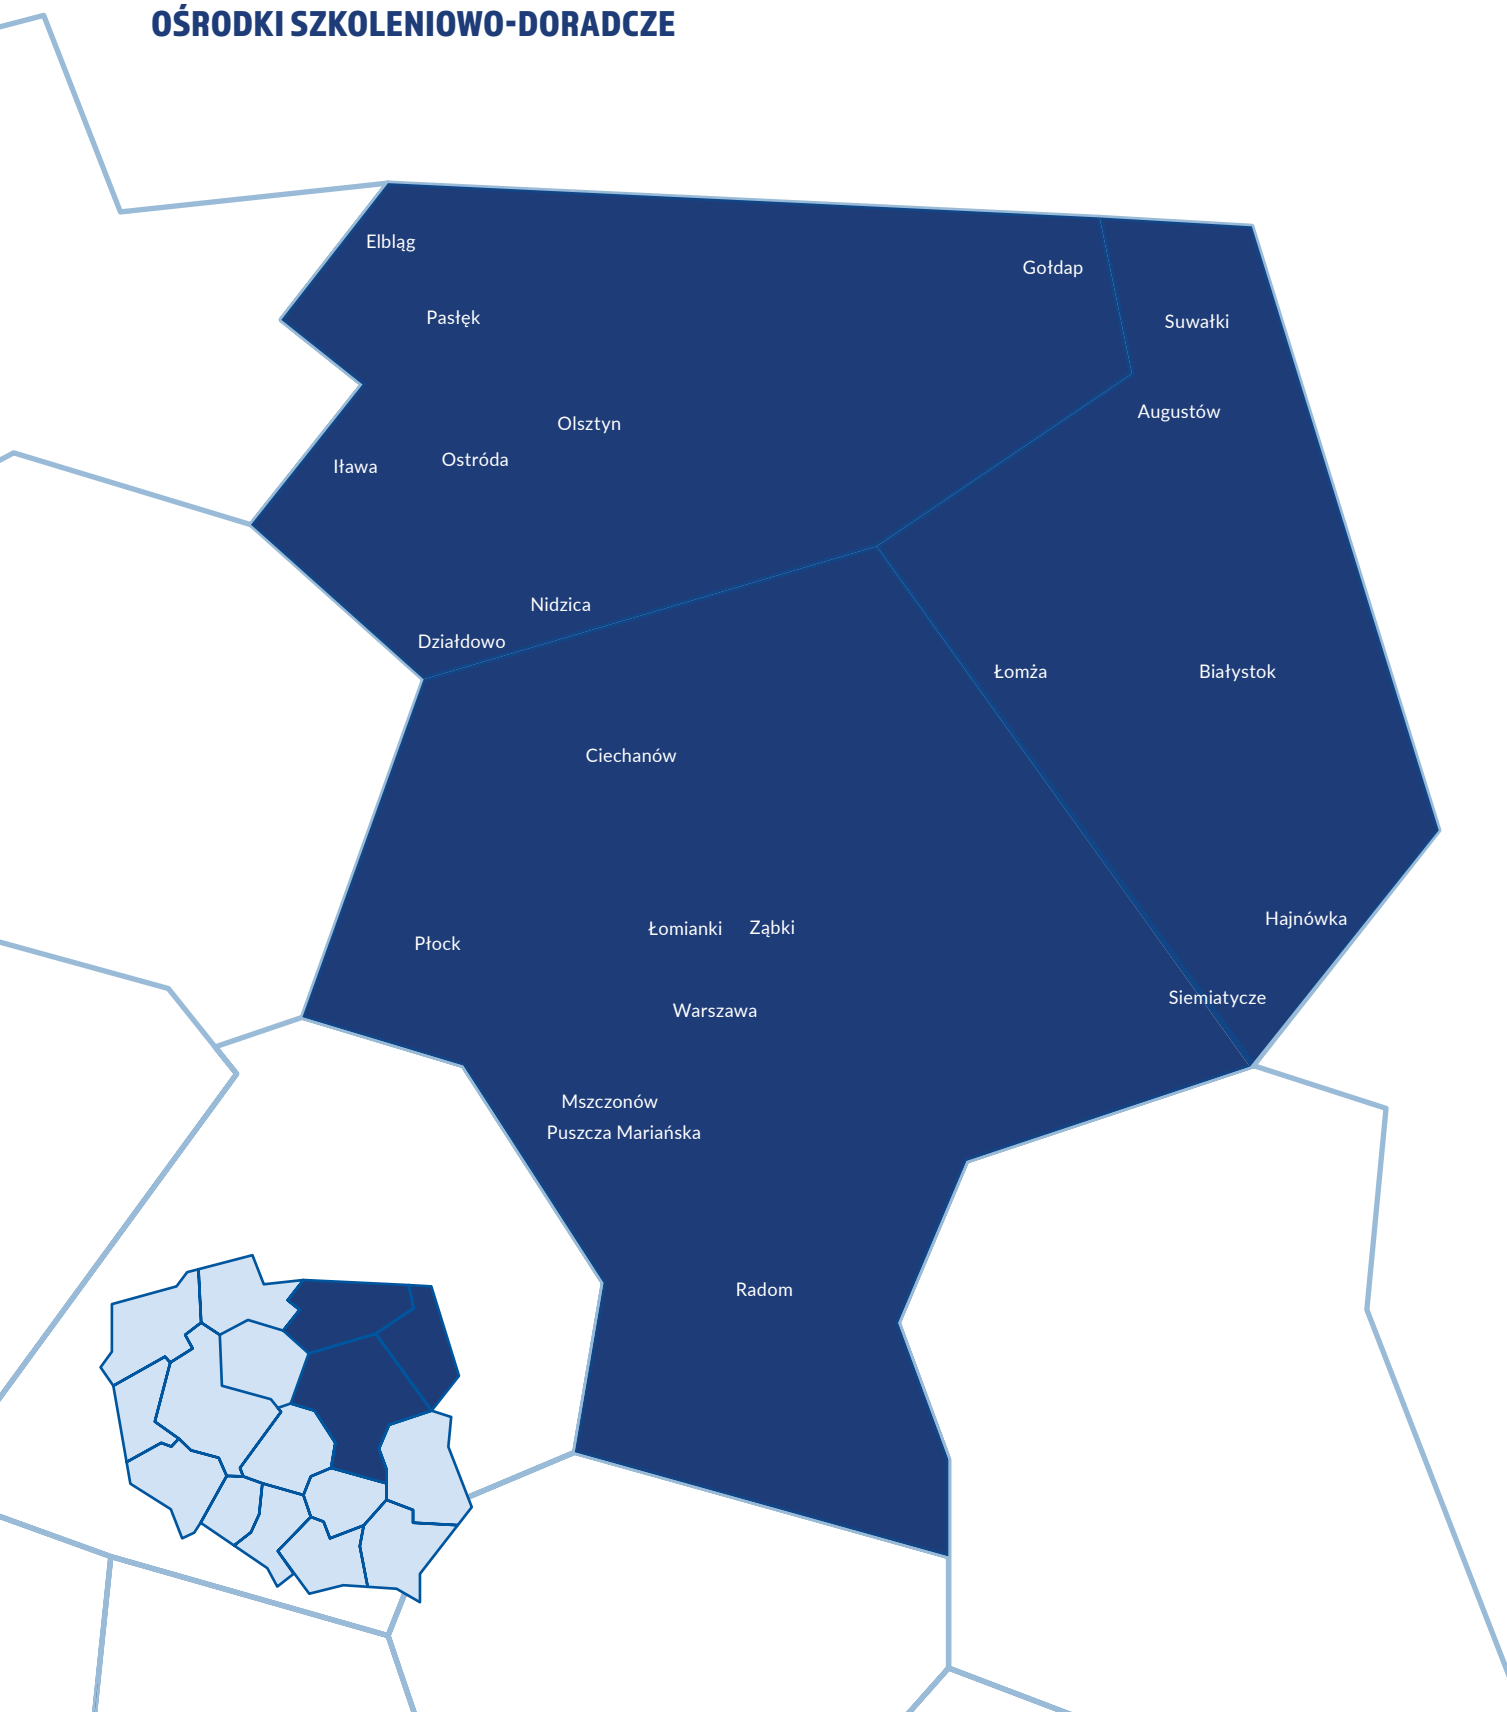 OŚRODKI SZKOLENIOWO-DORADCZE
Elbląg
Gołdap
Pasłęk
Suwałki
Augustów
Olsztyn
Ostróda
Iława
Nidzica
Działdowo
Łomża
Białystok
Ciechanów
Hajnówka
Łomianki
Ząbki
Płock
Siemiatycze
Warszawa
Mszczonów
Puszcza Mariańska
Radom